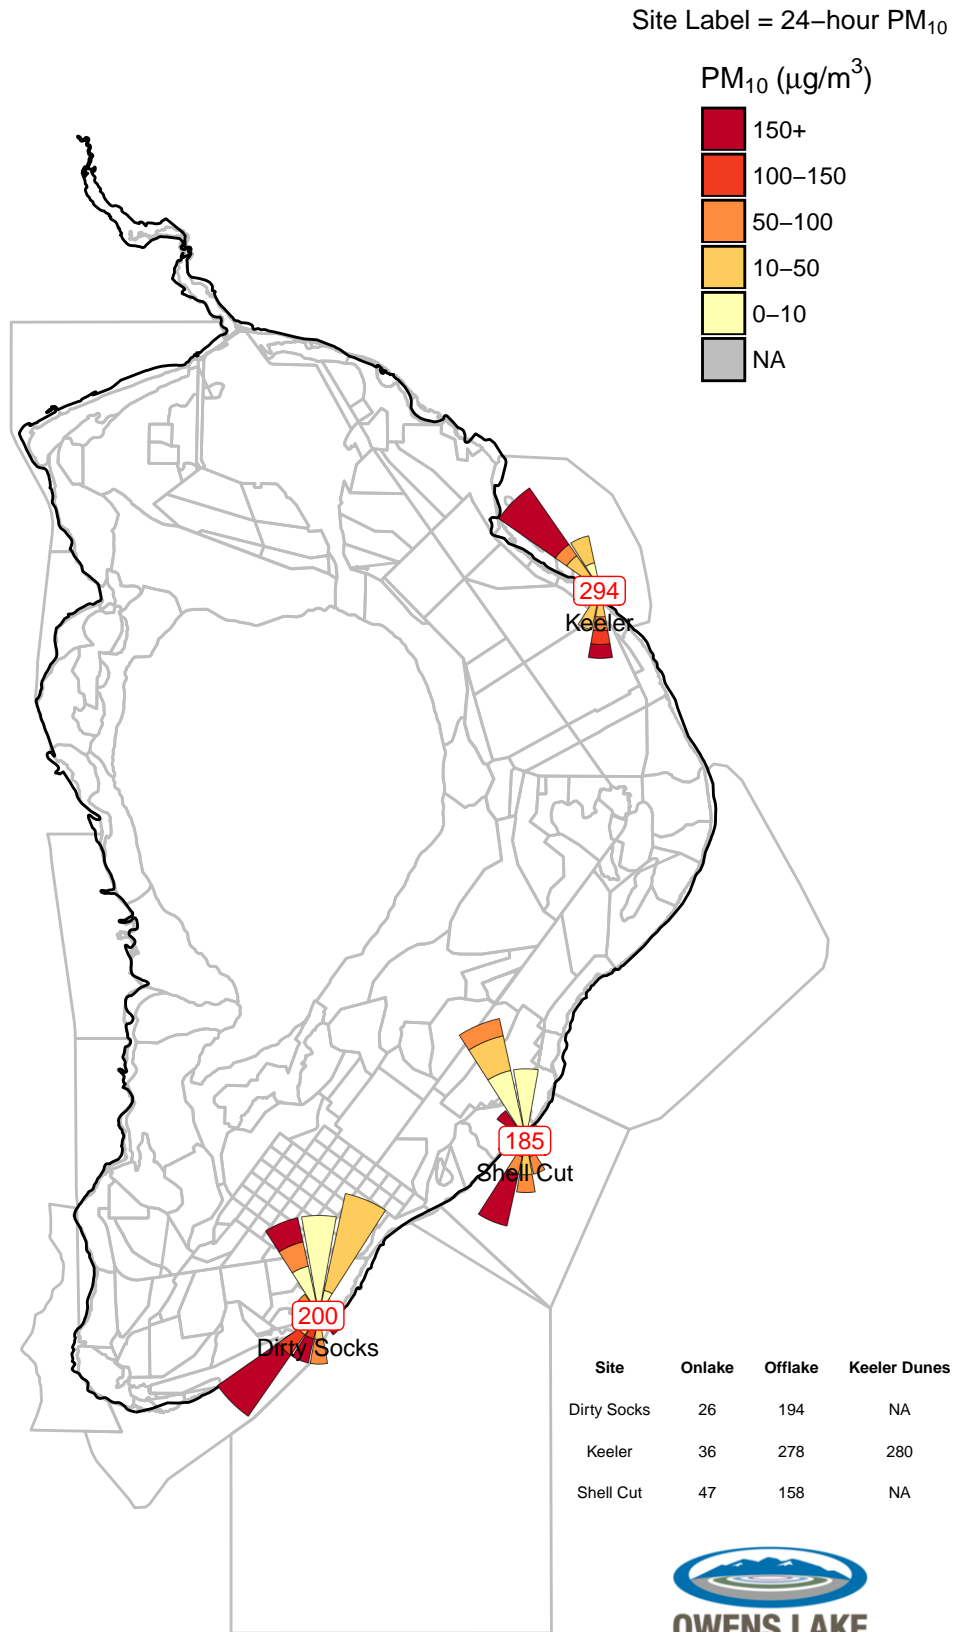 Site Label = 24−hour PM₁₀
PM₁₀ (μg/m³)
150+
100−150
50−100
10−50
0−10
NA
294
Keeler
185
Shell Cut
200
Dirty Socks
Site Onlake Offlake Keeler Dunes
Dirty Socks 26 194 NA
Keeler 36 278 280
Shell Cut 47 158 NA
OWENS LAKE